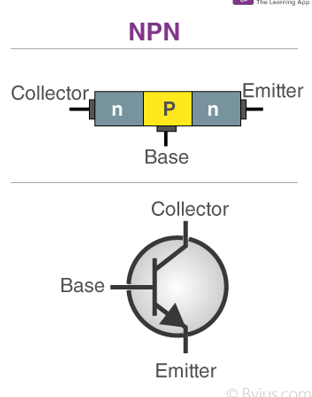 The Learning App
NPN
Collector
Emitter
n
P
n
Base
Collector
Base
Emitter
© Byjus.com